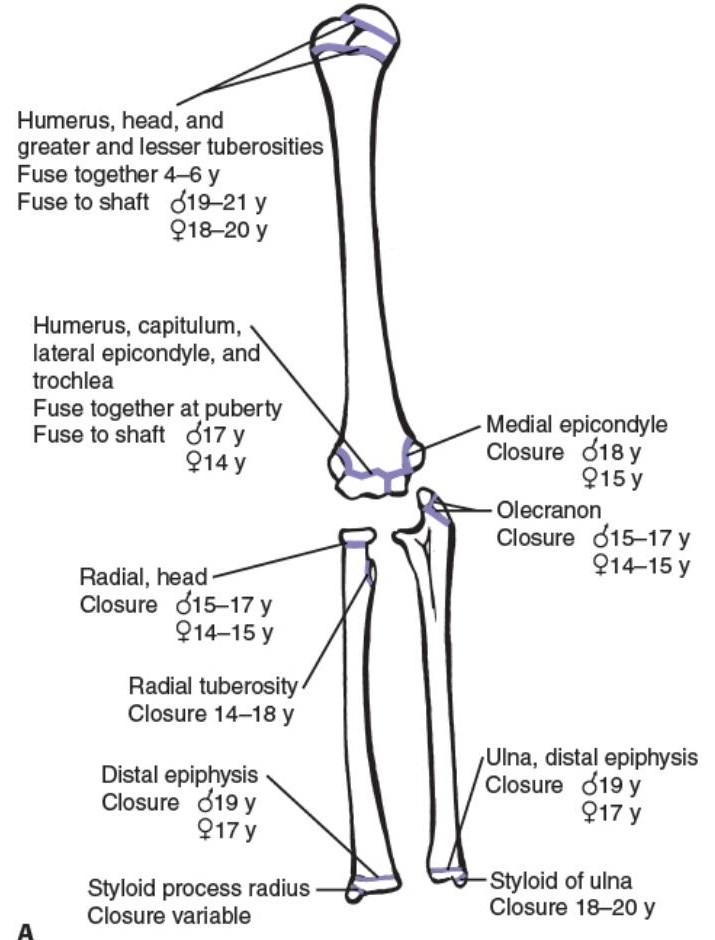 Humerus, head, and
greater and lesser tuberosities
Fuse together 4–6 y
Fuse to shaft ♂19–21 y
♀18–20 y
Humerus, capitulum,
lateral epicondyle, and
trochlea
Fuse together at puberty
Fuse to shaft ♂17 y
♀14 y
Medial epicondyle
Closure ♂18 y
♀15 y
Olecranon
Closure ♂15–17 y
♀14–15 y
Radial, head
Closure ♂15–17 y
♀14–15 y
Radial tuberosity
Closure 14–18 y
Distal epiphysis
Closure ♂19 y
♀17 y
Ulna, distal epiphysis
Closure ♂19 y
♀17 y
Styloid process radius
Closure variable
Styloid of ulna
Closure 18–20 y
A